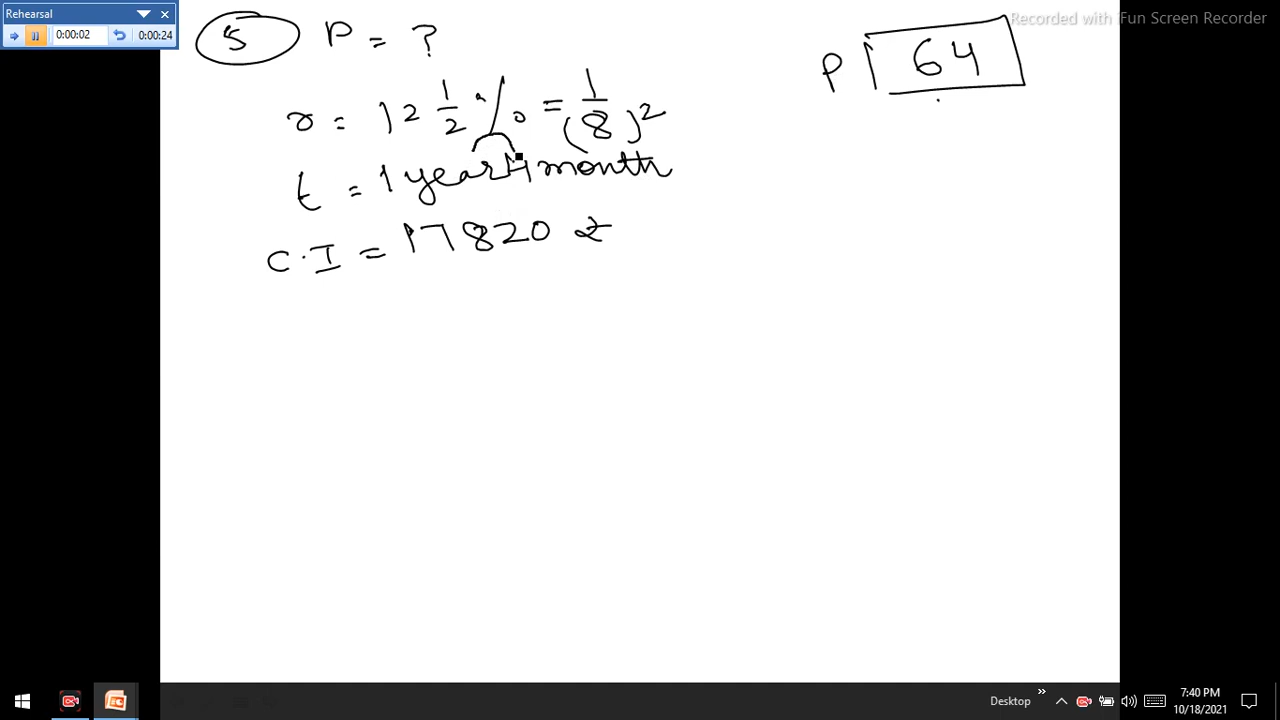 Rehearsal
0:00:02 0:00:24
Recorded with iFun Screen Recorder
5 P = ?
P 64
r = 12 1/2 % = (1/8)2
t = 1 year 4 month
C.I = 17820 ₹
Desktop
7:40 PM
10/18/2021